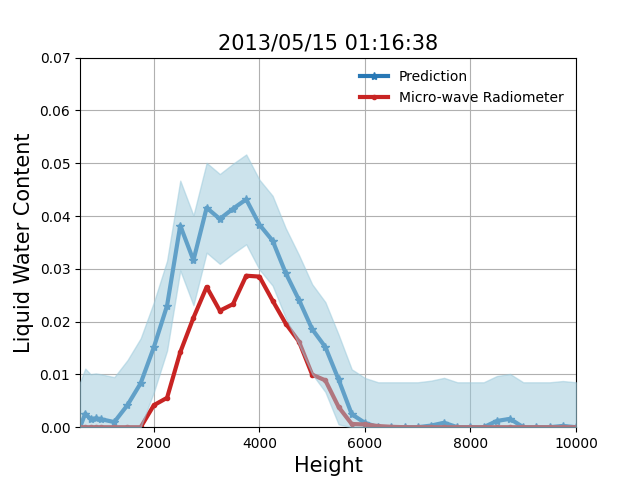 2013/05/15 01:16:38
Prediction
Micro-wave Radiometer
Liquid Water Content
0.07
0.06
0.05
0.04
0.03
0.02
0.01
0.00
2000 4000 6000 8000 10000
Height